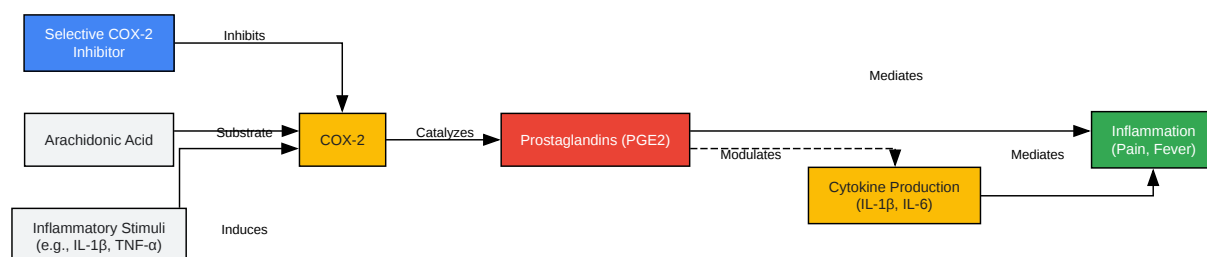 Selective COX-2
Inhibitor
Inhibits
Mediates
Arachidonic Acid
Substrate
COX-2
Catalyzes
Prostaglandins (PGE2)
Inflammation
(Pain, Fever)
Modulates
Mediates
Cytokine Production
(IL-1β, IL-6)
Inflammatory Stimuli
(e.g., IL-1β, TNF-α)
Induces